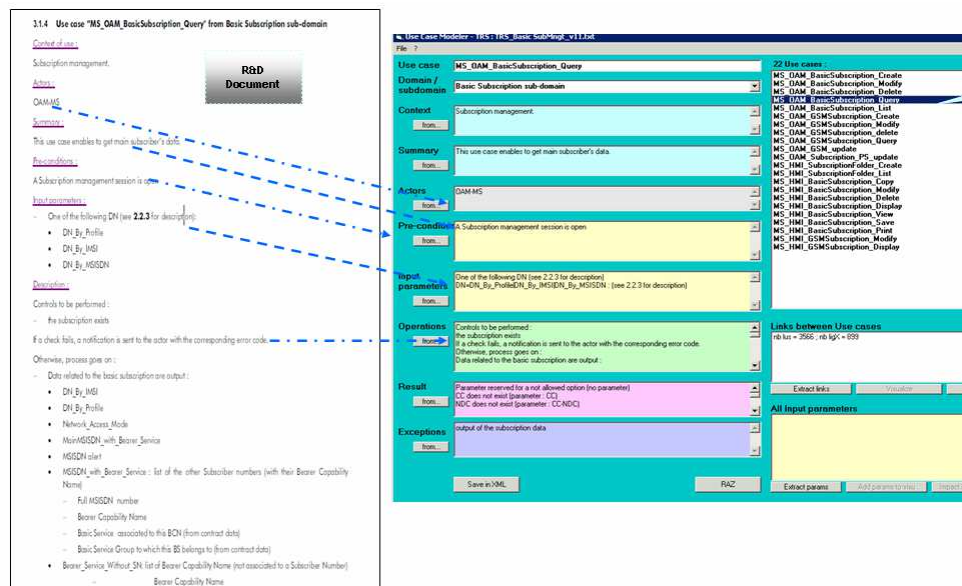 3.1.4 Use case "MS_OAM_BasicSubscription_Query" from Basic Subscription sub-domain
Context of use :
Subscription management.
Actors :
OAM-MS
Summary :
This use case enables to get main subscriber's data.
Pre-conditions :
A Subscription management session is open
Input parameters :
- One of the following DN (see 2.2.3 for description):
• DN_By_Profile
• DN_By_IMSI
• DN_By_MSISDN
Description :
Controls to be performed :
- the subscription exists
If a check fails, a notification is sent to the actor with the corresponding error code.
Otherwise, process goes on :
- Data related to the basic subscription are output :
• DN_By_IMSI
• DN_By_Profile
• Network_Access_Mode
• MainMSISDN_with_Bearer_Service
• MSISDN alert
• MSISDN_with_Bearer_Service : list of the other Subscriber numbers (with their Bearer Capability
Name)
- Full MSISDN number
- Bearer Capability Name
- Basic Service associated to this BCN (from contract data)
- Basic Service Group to which this BS belongs to (from contract data)
• Bearer_Service_Without_SN: list of Bearer Capability Name (not associated to a Subscriber Number)
- Bearer Capability Name
R&D
Document
Use Case Modeler - TRS : TRS_Basic SubMngt_v11.txt
File ?
Use case
MS_OAM_BasicSubscription_Query
Domain /
subdomain
Basic Subscription sub-domain
Context
from...
Subscription management.
Summary
from...
This use case enables to get main subscriber's data.
Actors
from...
OAM-MS
Pre-condition
from...
A Subscription management session is open
Input
parameters
from...
One of the following DN (see 2.2.3 for description)
DN=DN_By_Profile|DN_By_IMSI|DN_By_MSISDN : (see 2.2.3 for description)
Operations
from...
Controls to be performed :
the subscription exists
If a check fails, a notification is sent to the actor with the corresponding error code.
Otherwise, process goes on :
Data related to the basic subscription are output :
Result
from...
Parameter reserved for a not allowed option (no parameter)
CC does not exist (parameter : CC)
NDC does not exist (parameter : CC-NDC)
Exceptions
from...
output of the subscription data
Save in XML
RAZ
22 Use cases :
MS_OAM_BasicSubscription_Create
MS_OAM_BasicSubscription_Modify
MS_OAM_BasicSubscription_Delete
MS_OAM_BasicSubscription_Query
MS_OAM_BasicSubscription_List
MS_OAM_GSMSubscription_Create
MS_OAM_GSMSubscription_Modify
MS_OAM_GSMSubscription_delete
MS_OAM_GSMSubscription_Query
MS_OAM_GSM_update
MS_OAM_Subscription_PS_update
MS_HMI_SubscriptionFolder_Create
MS_HMI_SubscriptionFolder_List
MS_HMI_BasicSubscription_Copy
MS_HMI_BasicSubscription_Modify
MS_HMI_BasicSubscription_Delete
MS_HMI_BasicSubscription_Display
MS_HMI_BasicSubscription_View
MS_HMI_BasicSubscription_Save
MS_HMI_BasicSubscription_Print
MS_HMI_GSMSubscription_Modify
MS_HMI_GSMSubscription_Display
Links between Use cases
nb lus = 3566 ; nb ligX = 899
Extract links
Visualize
All input parameters
Extract params
Add params to visu
Impact